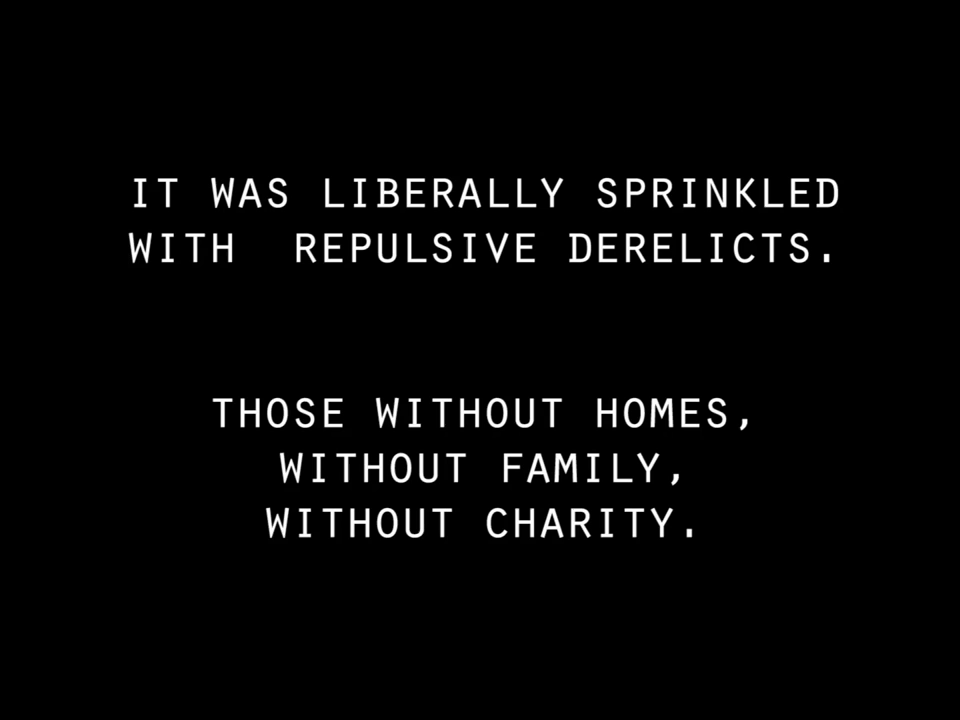 IT WAS LIBERALLY SPRINKLED
WITH  REPULSIVE DERELICTS.
THOSE WITHOUT HOMES,
WITHOUT FAMILY,
WITHOUT CHARITY.